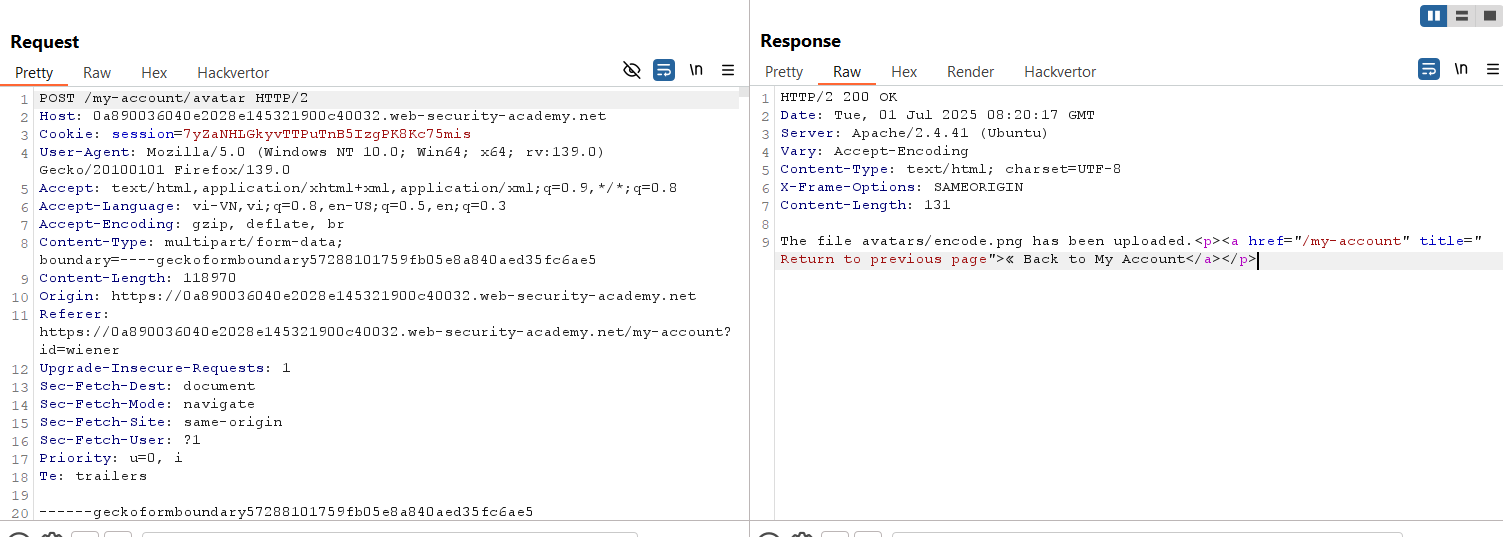 Request
Pretty Raw Hex Hackvertor \n
1 POST /my-account/avatar HTTP/2
2 Host: 0a890036040e2028e145321900c40032.web-security-academy.net
3 Cookie: session=7yZaNHLGkyvTTPuTnB5IzgPK8Kc75mis
4 User-Agent: Mozilla/5.0 (Windows NT 10.0; Win64; x64; rv:139.0)
Gecko/20100101 Firefox/139.0
5 Accept: text/html,application/xhtml+xml,application/xml;q=0.9,*/*;q=0.8
6 Accept-Language: vi-VN,vi;q=0.8,en-US;q=0.5,en;q=0.3
7 Accept-Encoding: gzip, deflate, br
8 Content-Type: multipart/form-data;
boundary=----geckoformboundary57288101759fb05e8a840aed35fc6ae5
9 Content-Length: 118970
10 Origin: https://0a890036040e2028e145321900c40032.web-security-academy.net
11 Referer:
https://0a890036040e2028e145321900c40032.web-security-academy.net/my-account?
id=wiener
12 Upgrade-Insecure-Requests: 1
13 Sec-Fetch-Dest: document
14 Sec-Fetch-Mode: navigate
15 Sec-Fetch-Site: same-origin
16 Sec-Fetch-User: ?1
17 Priority: u=0, i
18 Te: trailers
19
20 ------geckoformboundary57288101759fb05e8a840aed35fc6ae5
Response
Pretty Raw Hex Render Hackvertor \n
1 HTTP/2 200 OK
2 Date: Tue, 01 Jul 2025 08:20:17 GMT
3 Server: Apache/2.4.41 (Ubuntu)
4 Vary: Accept-Encoding
5 Content-Type: text/html; charset=UTF-8
6 X-Frame-Options: SAMEORIGIN
7 Content-Length: 131
8
9 The file avatars/encode.png has been uploaded.<p><a href="/my-account" title="
Return to previous page">« Back to My Account</a></p>